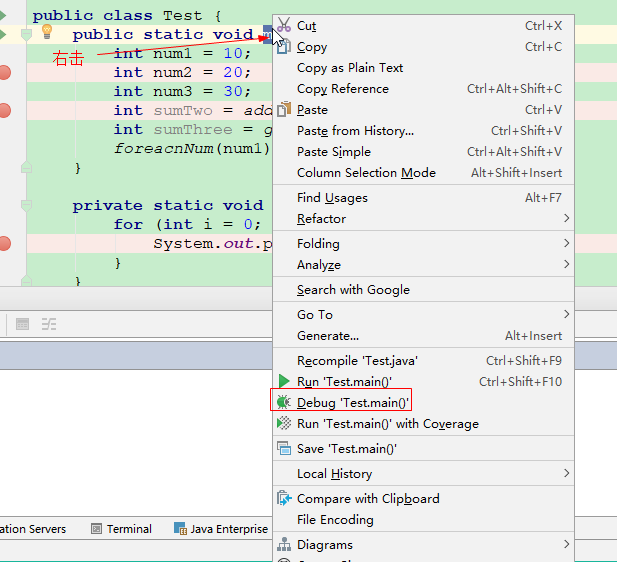 public class Test {
public static void
右击
int num1 = 10;
int num2 = 20;
int num3 = 30;
int sumTwo = add
int sumThree = g
foreacnNum(num1)
}
private static void
for (int i = 0;
System.out.p
}
}
Cut Ctrl+X
Copy Ctrl+C
Copy as Plain Text
Copy Reference Ctrl+Alt+Shift+C
Paste Ctrl+V
Paste from History... Ctrl+Shift+V
Paste Simple Ctrl+Alt+Shift+V
Column Selection Mode Alt+Shift+Insert
Find Usages Alt+F7
Refactor
Folding
Analyze
Search with Google
Go To
Generate... Alt+Insert
Recompile 'Test.java' Ctrl+Shift+F9
Run 'Test.main()' Ctrl+Shift+F10
Debug 'Test.main()'
Run 'Test.main()' with Coverage
Save 'Test.main()'
Local History
Compare with Clipboard
File Encoding
Diagrams
ation Servers Terminal Java Enterprise